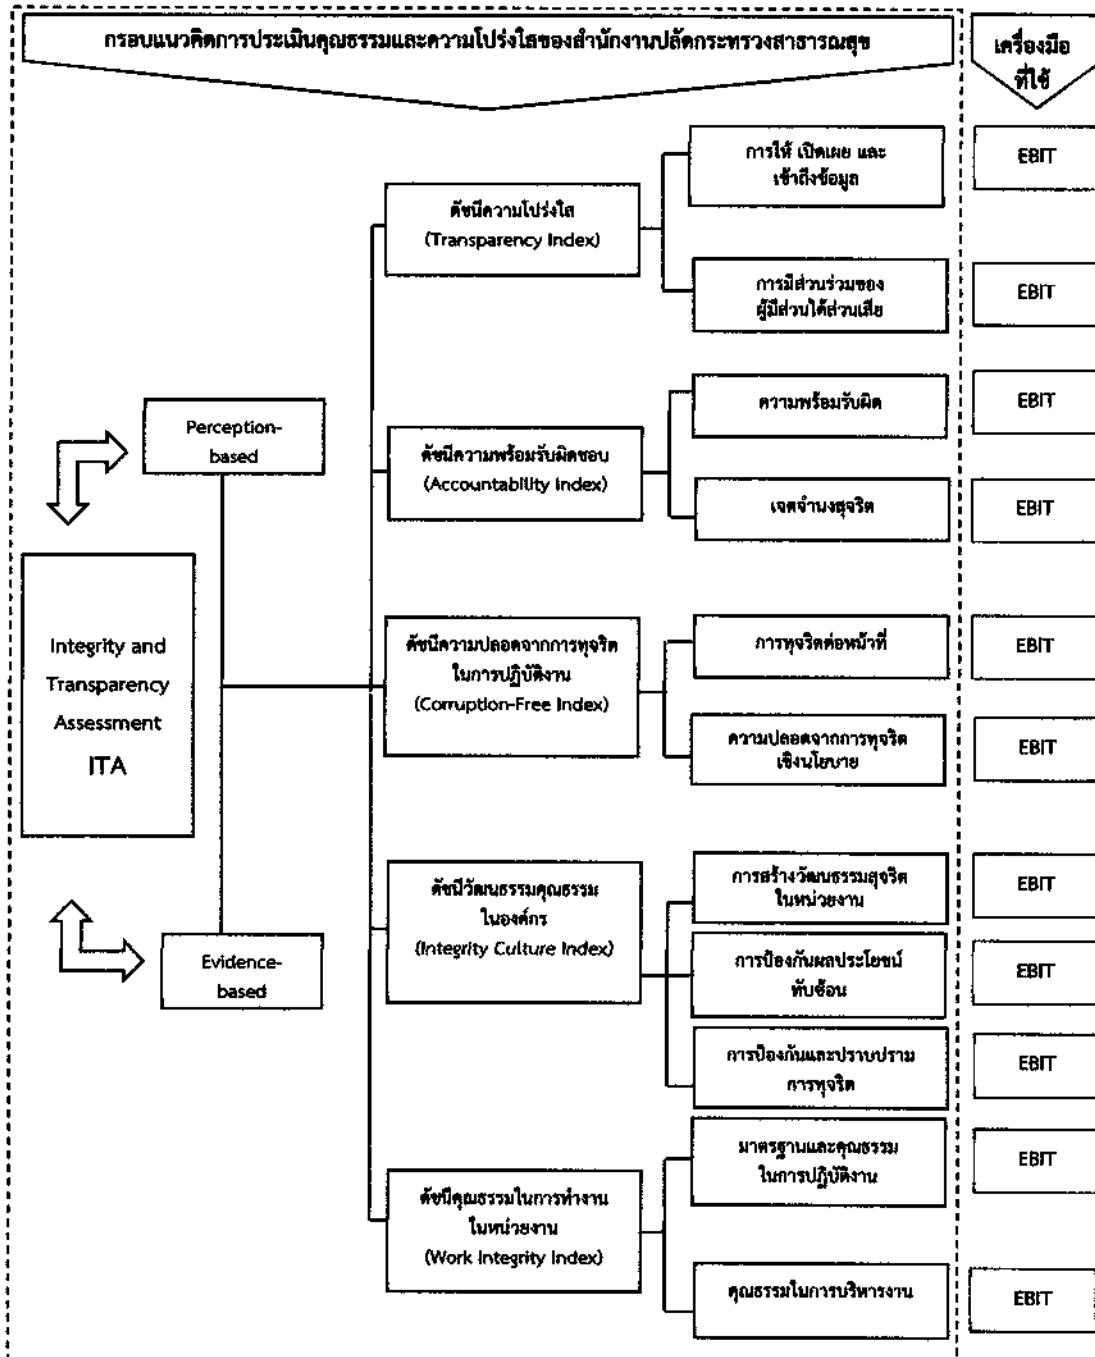 กรอบแนวคิดการประเมินคุณธรรมและความโปร่งใสของสำนักงานปลัดกระทรวงสาธารณสุข
เครื่องมือ
ที่ใช้
การให้ เปิดเผย และ
เข้าถึงข้อมูล
EBIT
ดัชนีความโปร่งใส
(Transparency Index)
การมีส่วนร่วมของ
ผู้มีส่วนได้ส่วนเสีย
EBIT
ความพร้อมรับผิด
EBIT
Perception-
based
ดัชนีความพร้อมรับผิดชอบ
(Accountability Index)
เจตจำนงสุจริต
EBIT
Integrity and
Transparency
Assessment
ITA
ดัชนีความปลอดจากการทุจริต
ในการปฏิบัติงาน
(Corruption-Free Index)
การทุจริตต่อหน้าที่
EBIT
ความปลอดจากการทุจริต
เชิงนโยบาย
EBIT
ดัชนีวัฒนธรรมคุณธรรม
ในองค์กร
(Integrity Culture Index)
การสร้างวัฒนธรรมสุจริต
ในหน่วยงาน
EBIT
Evidence-
based
การป้องกันผลประโยชน์
ทับซ้อน
EBIT
การป้องกันและปราบปราม
การทุจริต
EBIT
มาตรฐานและคุณธรรม
ในการปฏิบัติงาน
EBIT
ดัชนีคุณธรรมในการทำงาน
ในหน่วยงาน
(Work Integrity Index)
คุณธรรมในการบริหารงาน
EBIT